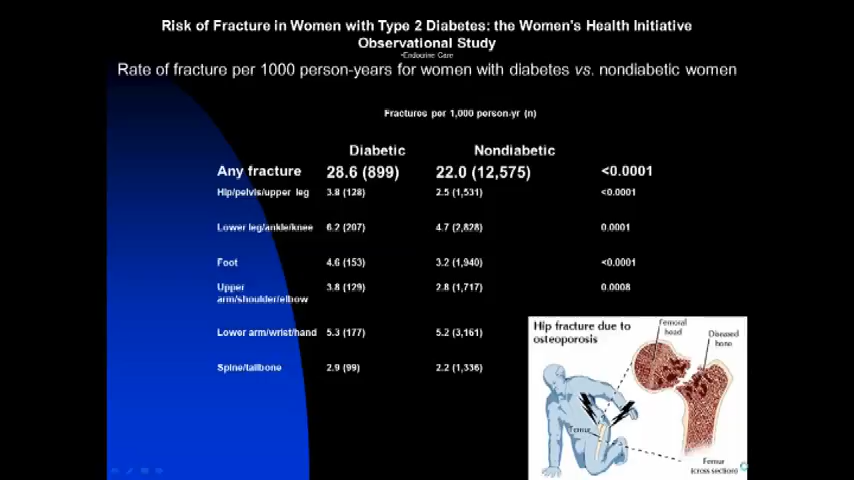 Risk of Fracture in Women with Type 2 Diabetes: the Women's Health Initiative
Observational Study
•Endocrine Care
Rate of fracture per 1000 person-years for women with diabetes vs. nondiabetic women
Fractures per 1,000 person-yr (n)
Diabetic Nondiabetic
Any fracture 28.6 (899) 22.0 (12,575) <0.0001
Hip/pelvis/upper leg 3.8 (128) 2.5 (1,531) <0.0001
Lower leg/ankle/knee 6.2 (207) 4.7 (2,828) 0.0001
Foot 4.6 (153) 3.2 (1,940) <0.0001
Upper 3.8 (129) 2.8 (1,717) 0.0008
arm/shoulder/elbow
Lower arm/wrist/hand 5.3 (177) 5.2 (3,161)
Spine/tailbone 2.9 (99) 2.2 (1,336)
Hip fracture due to
osteoporosis
Femoral
head
Diseased
bone
Femur
Femur
(cross section)